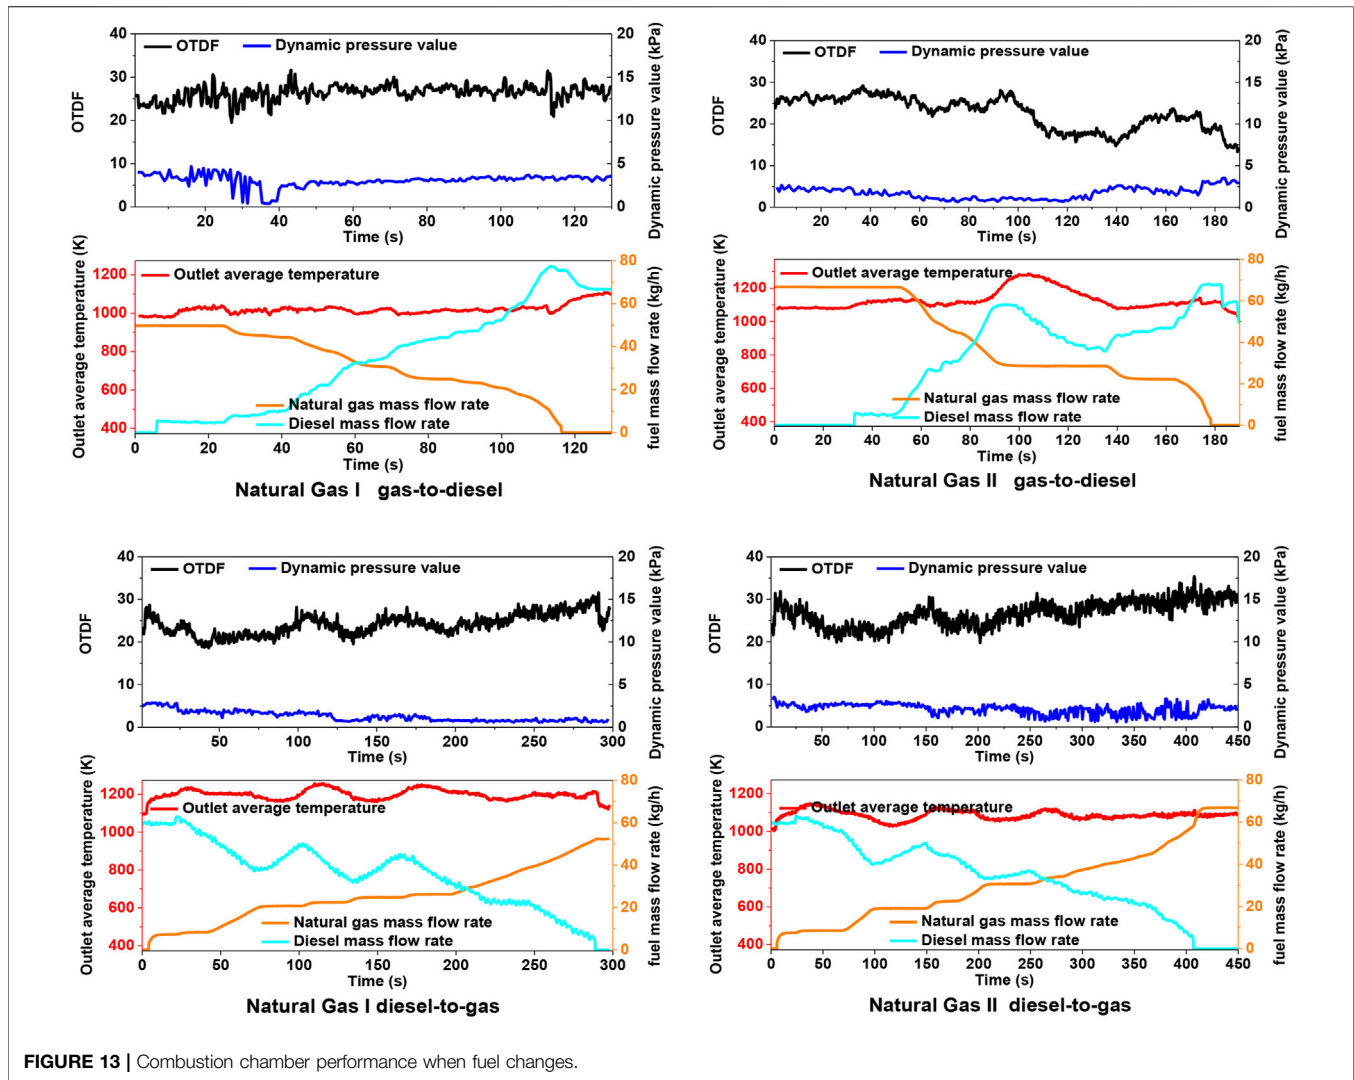 OTDF Dynamic pressure value
OTDF
40
30
20
10
0
Dynamic pressure value (kPa)
20
15
10
5
0
20 40 60 80 100 120
Time (s)
Outlet average temperature (K)
1200
1000
800
600
400
Outlet average temperature
Natural gas mass flow rate
Diesel mass flow rate
fuel mass flow rate (kg/h)
80
60
40
20
0
0 20 40 60 80 100 120
Time (s)
Natural Gas I gas-to-diesel
OTDF Dynamic pressure value
OTDF
40
30
20
10
0
Dynamic pressure value (kPa)
20
15
10
5
0
20 40 60 80 100 120 140 160 180
Time (s)
Outlet average temperature (K)
1200
1000
800
600
400
Outlet average temperature
Natural gas mass flow rate
Diesel mass flow rate
fuel mass flow rate (kg/h)
80
60
40
20
0
0 20 40 60 80 100 120 140 160 180
Time (s)
Natural Gas II gas-to-diesel
OTDF Dynamic pressure value
OTDF
40
30
20
10
0
Dynamic pressure value (kPa)
20
15
10
5
0
50 100 150 200 250 300
Time (s)
Outlet average temperature (K)
1200
1000
800
600
400
Outlet average temperature
Natural gas mass flow rate
Diesel mass flow rate
fuel mass flow rate (kg/h)
80
60
40
20
0
0 50 100 150 200 250 300
Time (s)
Natural Gas I diesel-to-gas
OTDF Dynamic pressure value
OTDF
40
30
20
10
0
Dynamic pressure value (kPa)
20
15
10
5
0
50 100 150 200 250 300 350 400 450
Time (s)
Outlet average temperature (K)
1200
1000
800
600
400
Outlet average temperature
Natural gas mass flow rate
Diesel mass flow rate
fuel mass flow rate (kg/h)
80
60
40
20
0
0 50 100 150 200 250 300 350 400 450
Time (s)
Natural Gas II diesel-to-gas
FIGURE 13 | Combustion chamber performance when fuel changes.